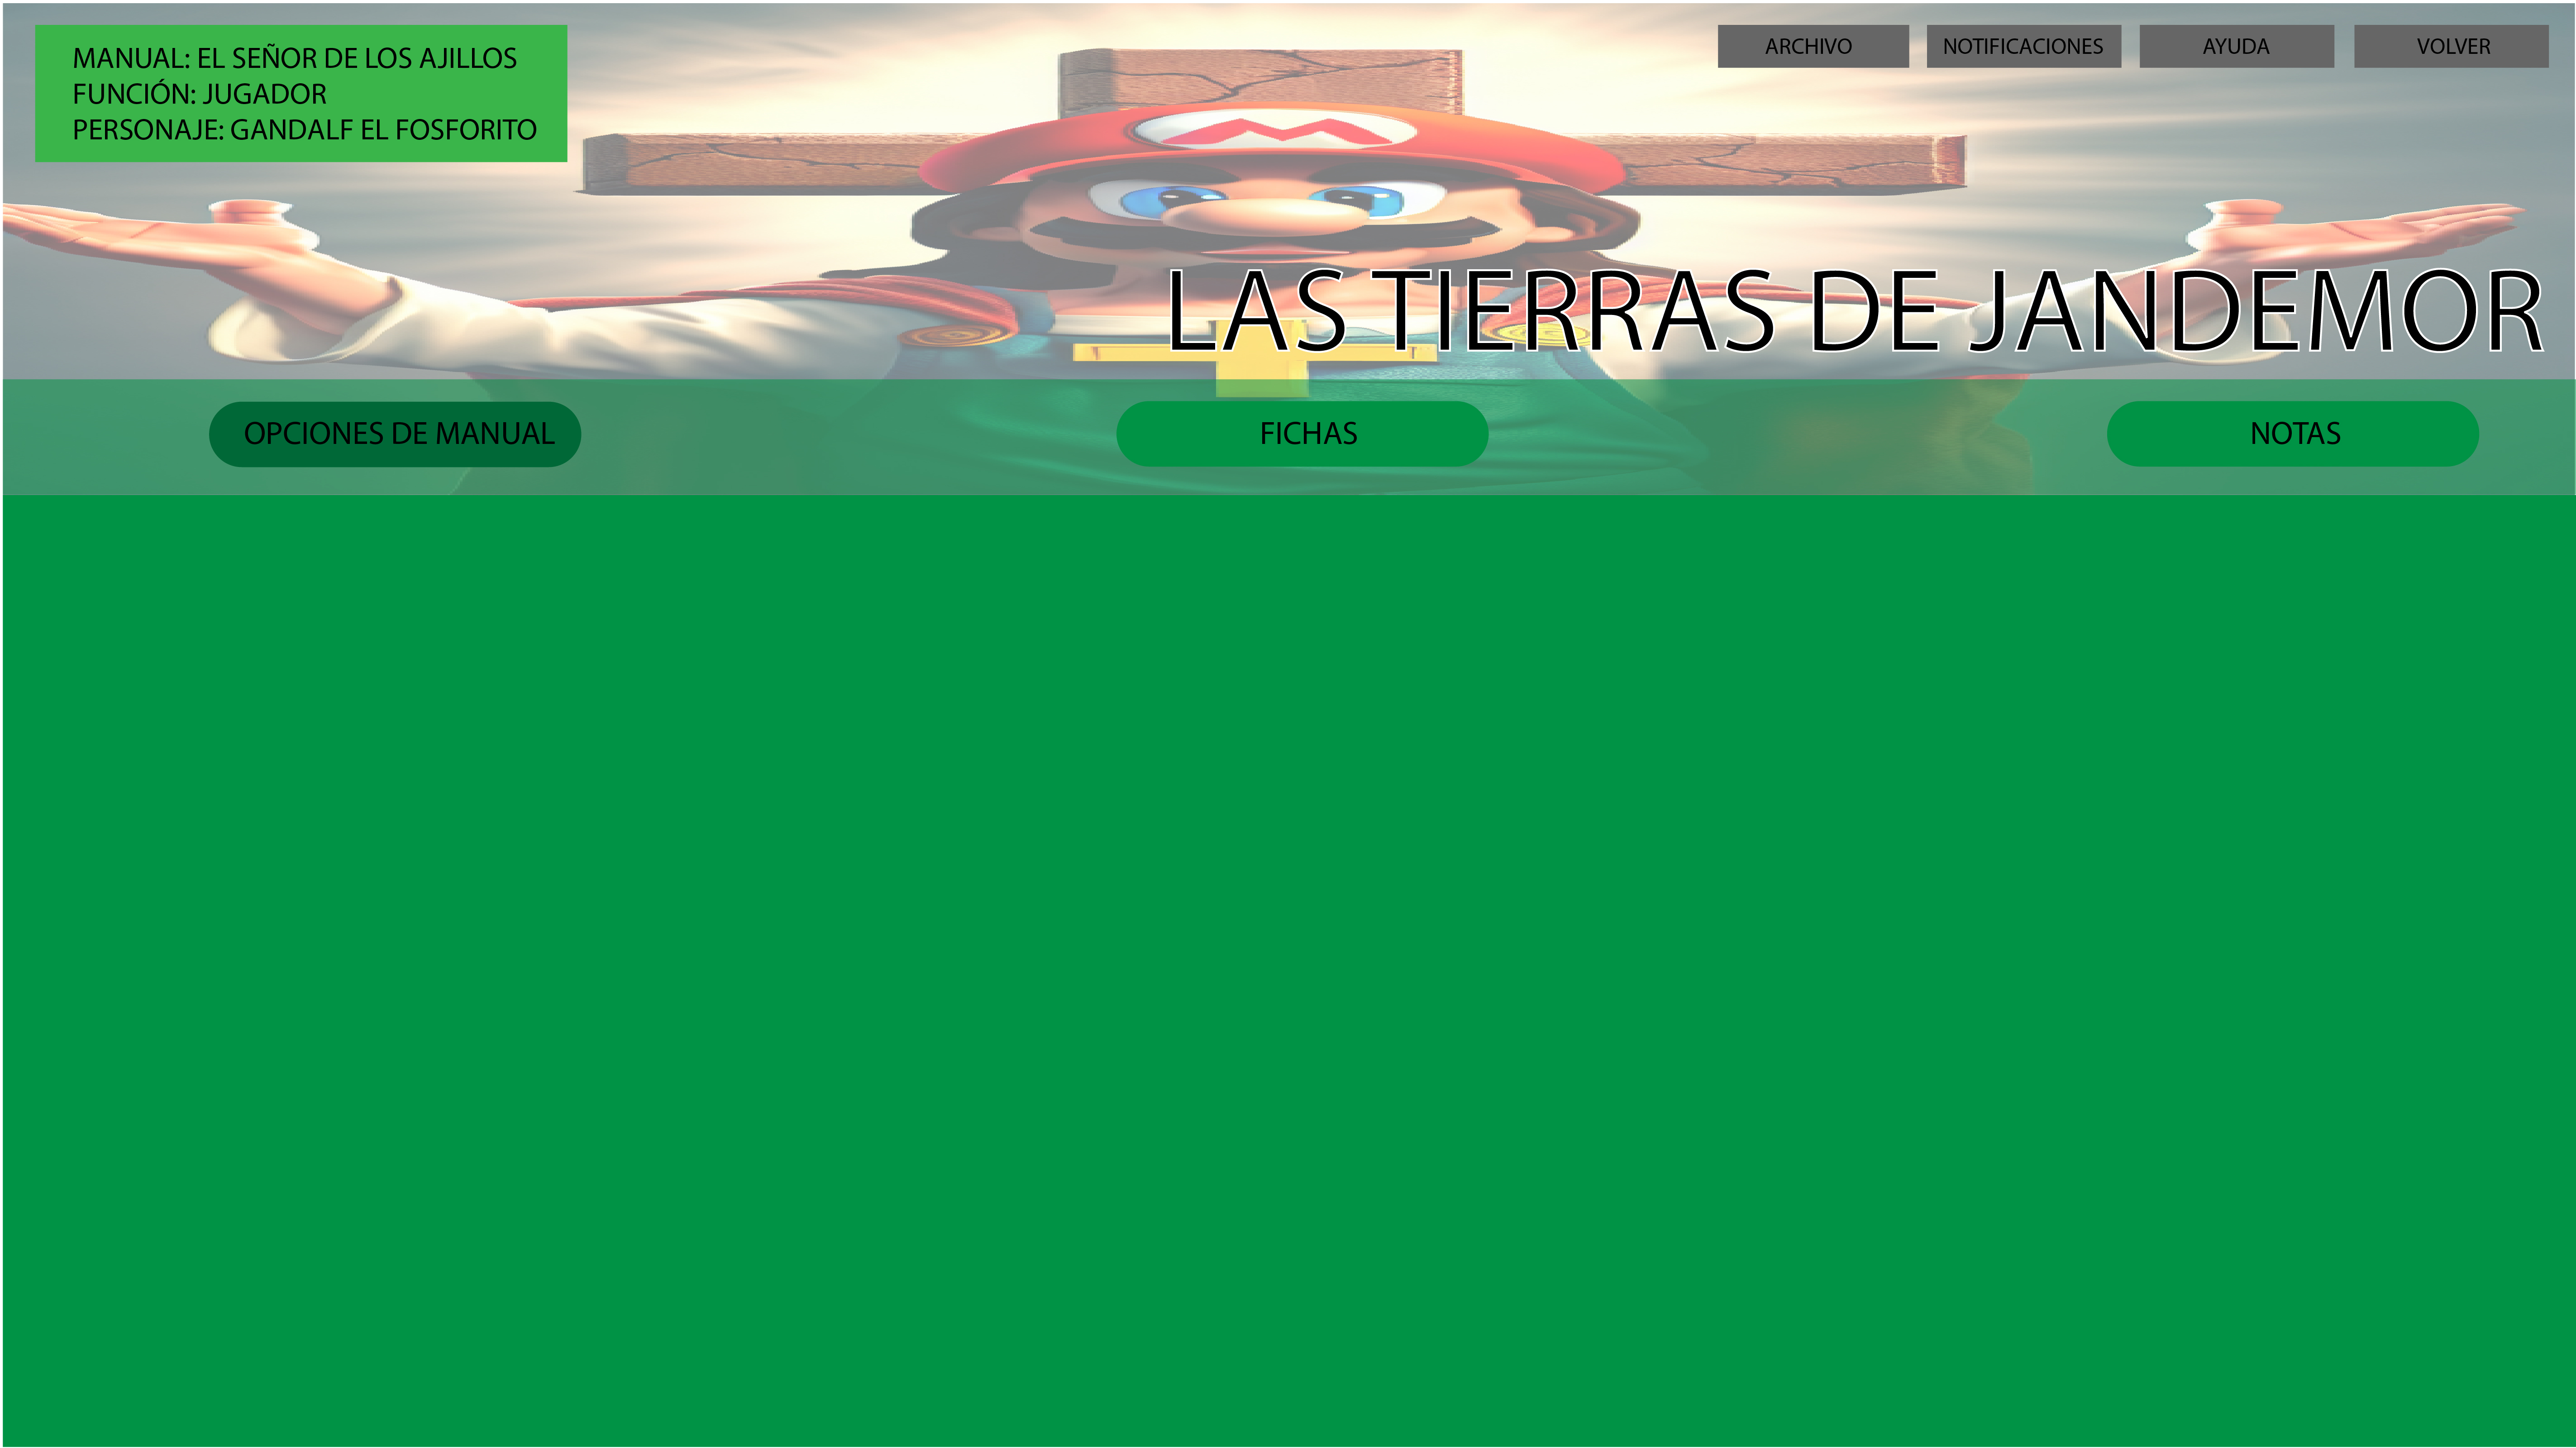 MANUAL: EL SEÑOR DE LOS AJILLOS
FUNCIÓN: JUGADOR
PERSONAJE: GANDALF EL FOSFORITO
ARCHIVO
NOTIFICACIONES
AYUDA
VOLVER
M
LAS TIERRAS DE JANDEMOR
OPCIONES DE MANUAL
FICHAS
NOTAS